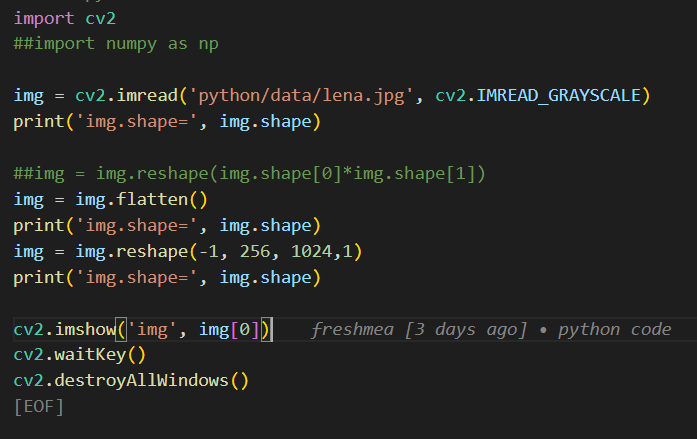 import cv2
##import numpy as np
img = cv2.imread('python/data/lena.jpg', cv2.IMREAD_GRAYSCALE)
print('img.shape=', img.shape)
##img = img.reshape(img.shape[0]*img.shape[1])
img = img.flatten()
print('img.shape=', img.shape)
img = img.reshape(-1, 256, 1024,1)
print('img.shape=', img.shape)
cv2.imshow('img', img[0]) freshmea [3 days ago] • python code
cv2.waitKey()
cv2.destroyAllWindows()
[EOF]